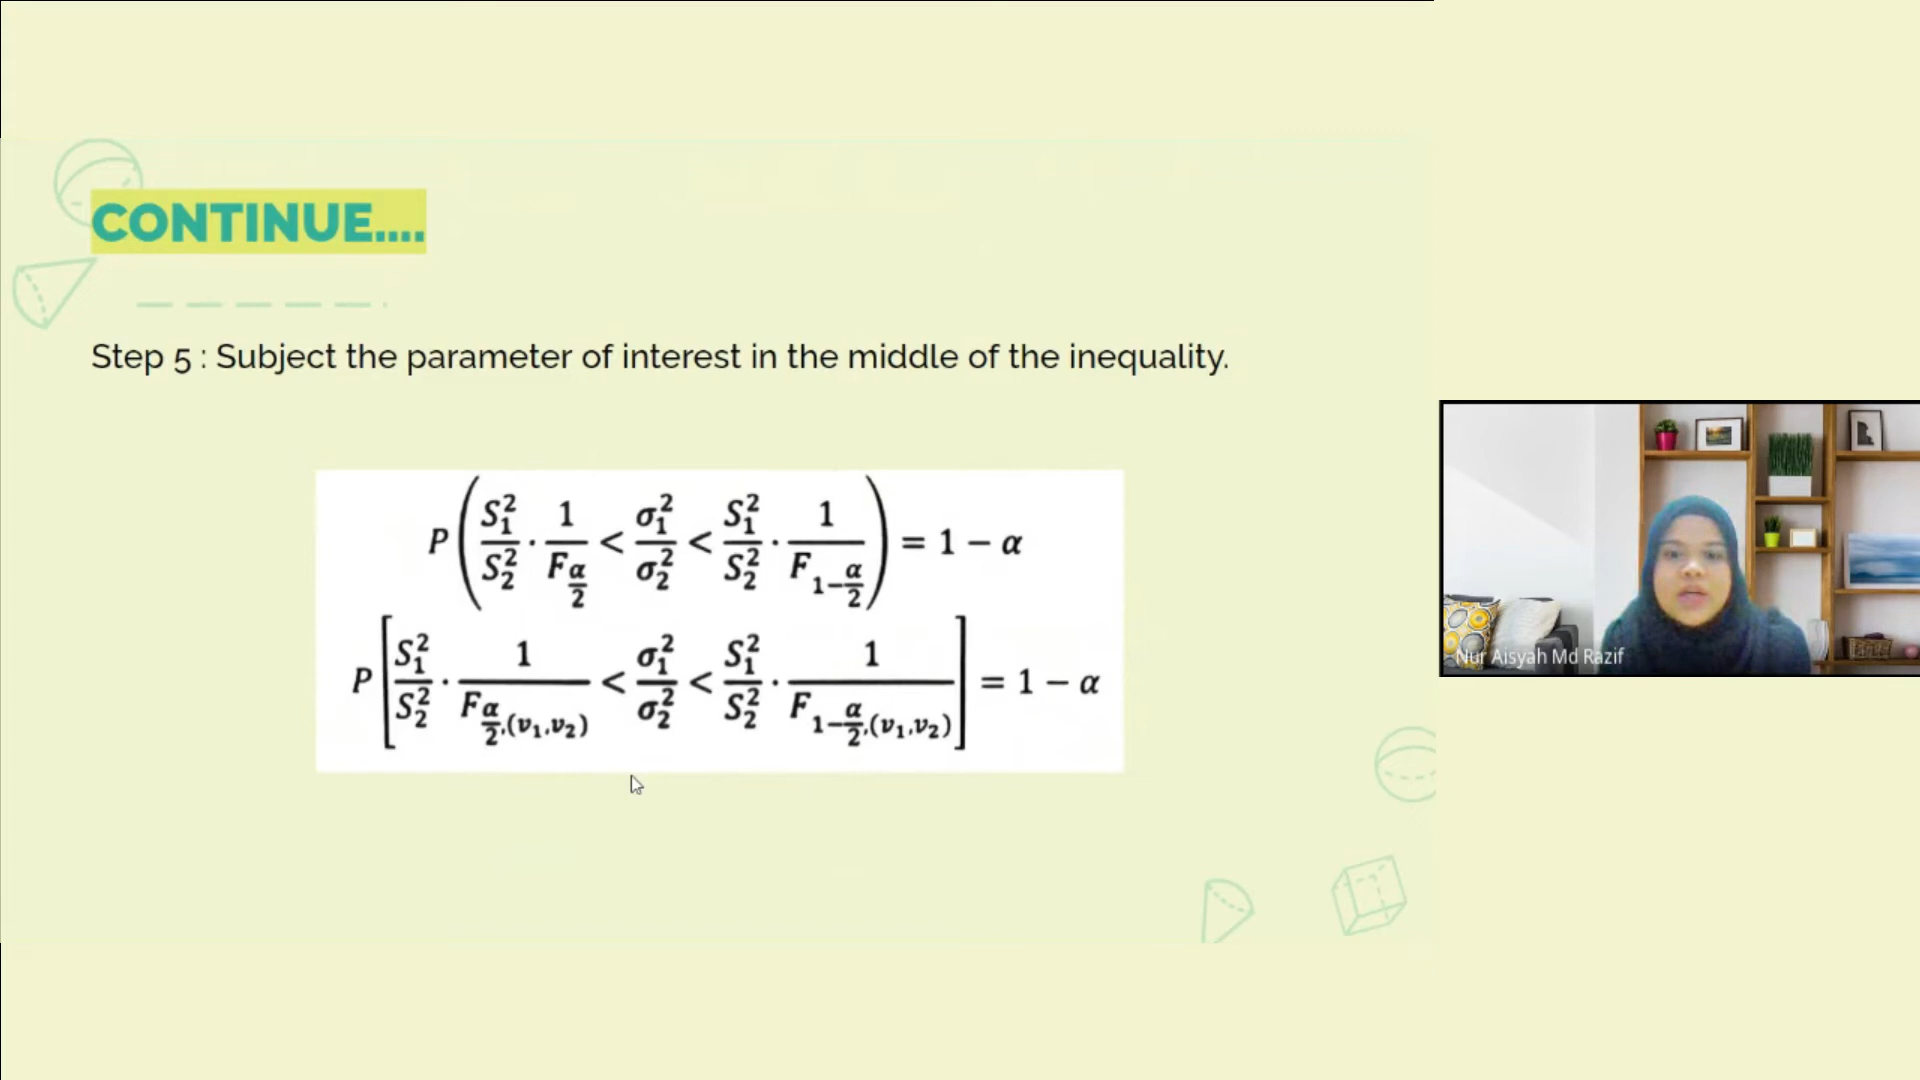 CONTINUE....
Step 5 : Subject the parameter of interest in the middle of the inequality.
P(S₁²/S₂² · 1/F_{α/2} < σ₁²/σ₂² < S₁²/S₂² · 1/F_{1−α/2}) = 1 − α
P[S₁²/S₂² · 1/F_{α/2,(v₁,v₂)} < σ₁²/σ₂² < S₁²/S₂² · 1/F_{1−α/2,(v₁,v₂)}] = 1 − α
Nur Aisyah Md Razif